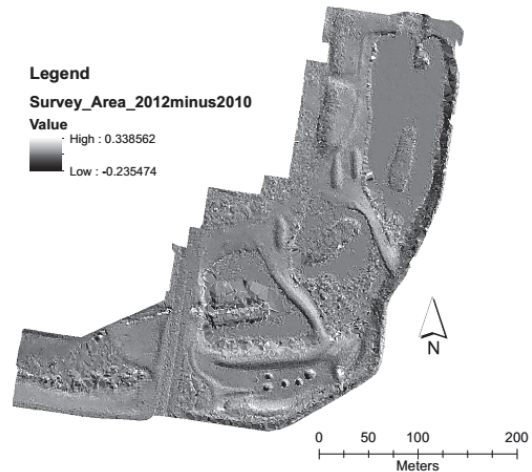 Legend
Survey_Area_2012minus2010
Value
High : 0.338562
Low : -0.235474
N
0 50 100 200
Meters